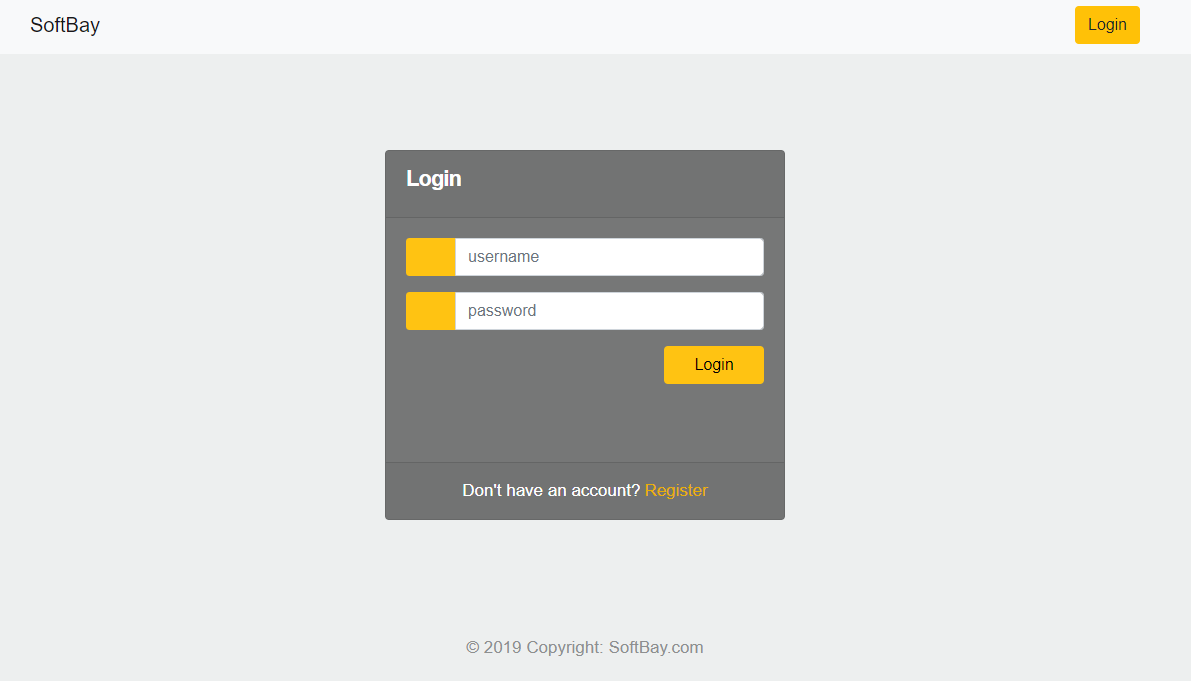 SoftBay
Login
Login
username
password
Login
Don't have an account? Register
© 2019 Copyright: SoftBay.com